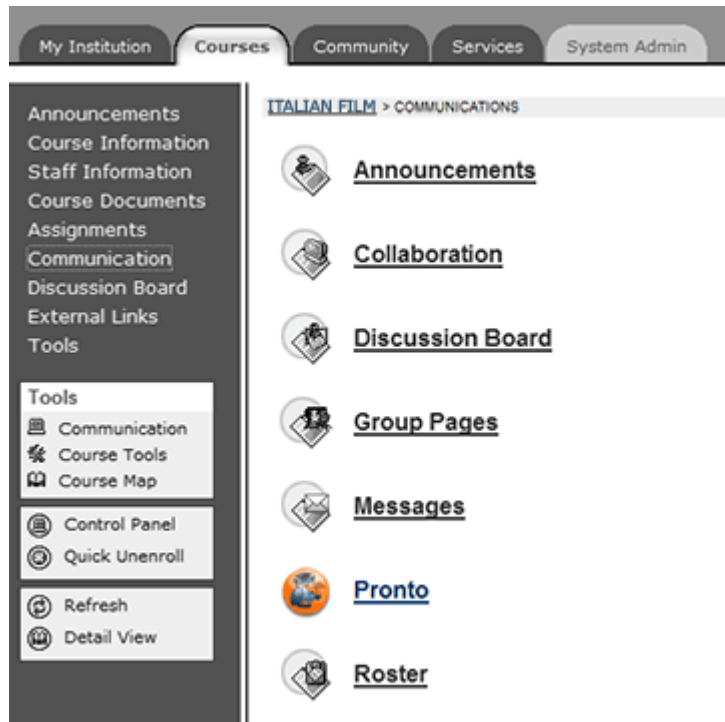 My Institution Courses Community Services System Admin
Announcements
Course Information
Staff Information
Course Documents
Assignments
Communication
Discussion Board
External Links
Tools
Tools
Communication
Course Tools
Course Map
Control Panel
Quick Unenroll
Refresh
Detail View
ITALIAN FILM > COMMUNICATIONS
Announcements
Collaboration
Discussion Board
Group Pages
Messages
Pronto
Roster